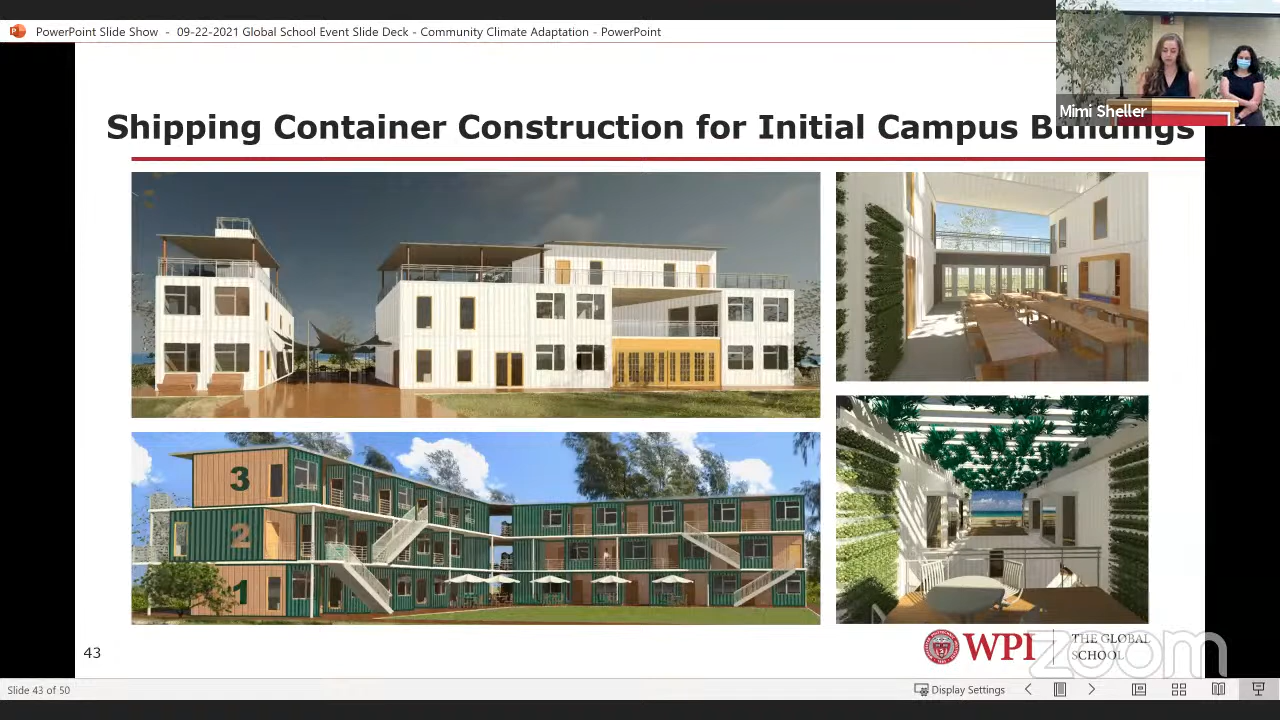 PowerPoint Slide Show - 09-22-2021 Global School Event Slide Deck - Community Climate Adaptation - PowerPoint
Mimi Sheller
Shipping Container Construction for Initial Campus Buildings
3
2
1
43
WPI
THE GLOBAL
SCHOOL
zoom
Slide 43 of 50
Display Settings